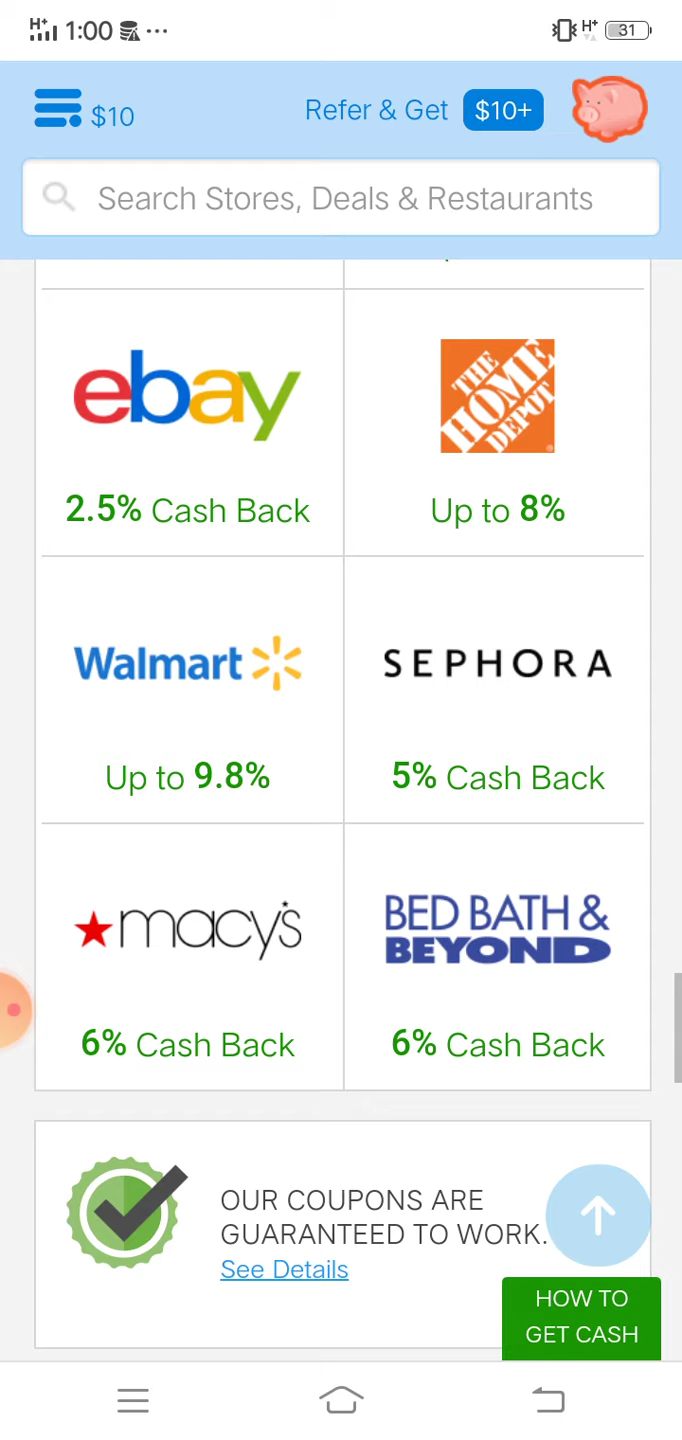 H+ 1:00 ... H+ 31
$10 Refer & Get $10+
Search Stores, Deals & Restaurants
ebay THE HOME DEPOT
2.5% Cash Back Up to 8%
Walmart SEPHORA
Up to 9.8% 5% Cash Back
macy's BED BATH &
BEYOND
6% Cash Back 6% Cash Back
OUR COUPONS ARE
GUARANTEED TO WORK.
See Details
HOW TO
GET CASH